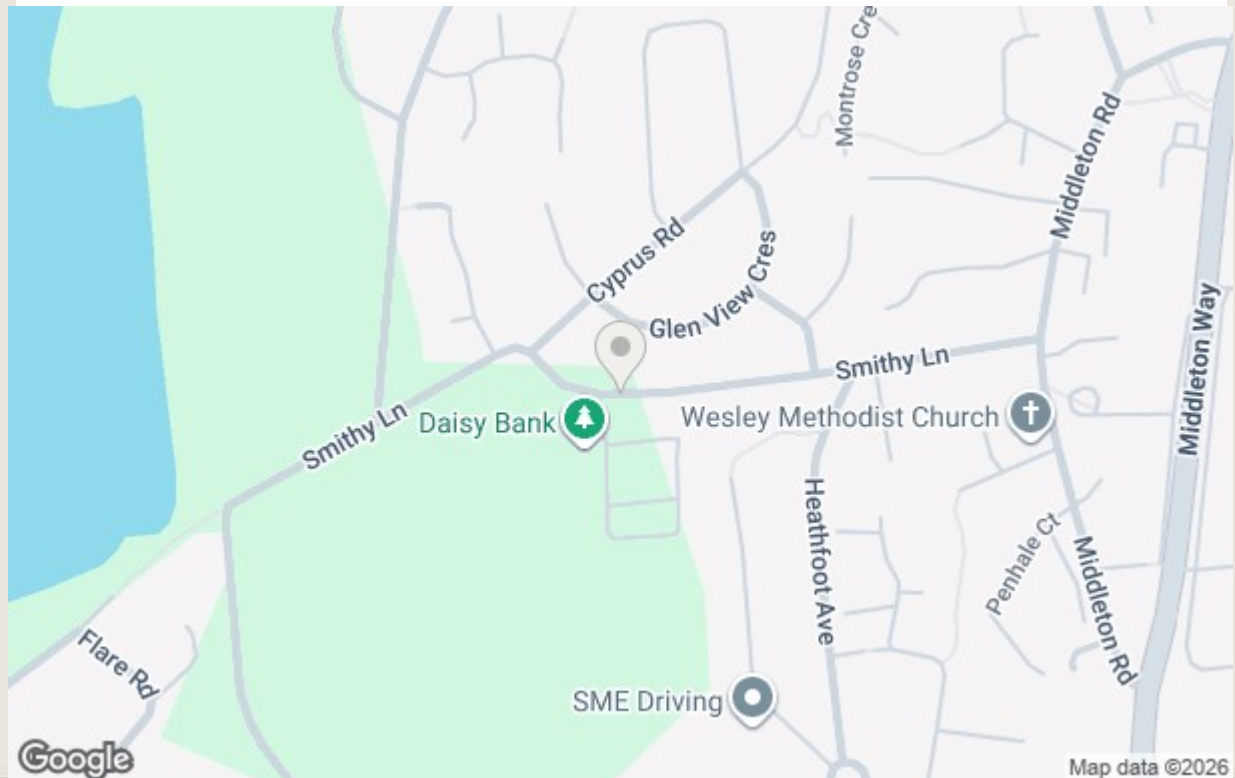 Montrose Cre
Middleton Rd
Cyprus Rd
Glen View Cres
Middleton Way
Smithy Ln
Daisy Bank
Wesley Methodist Church
Smithy Ln
Heathfoot Ave
Penhale Ct
Middleton Rd
Flare Rd
SME Driving
Google
Map data ©2026